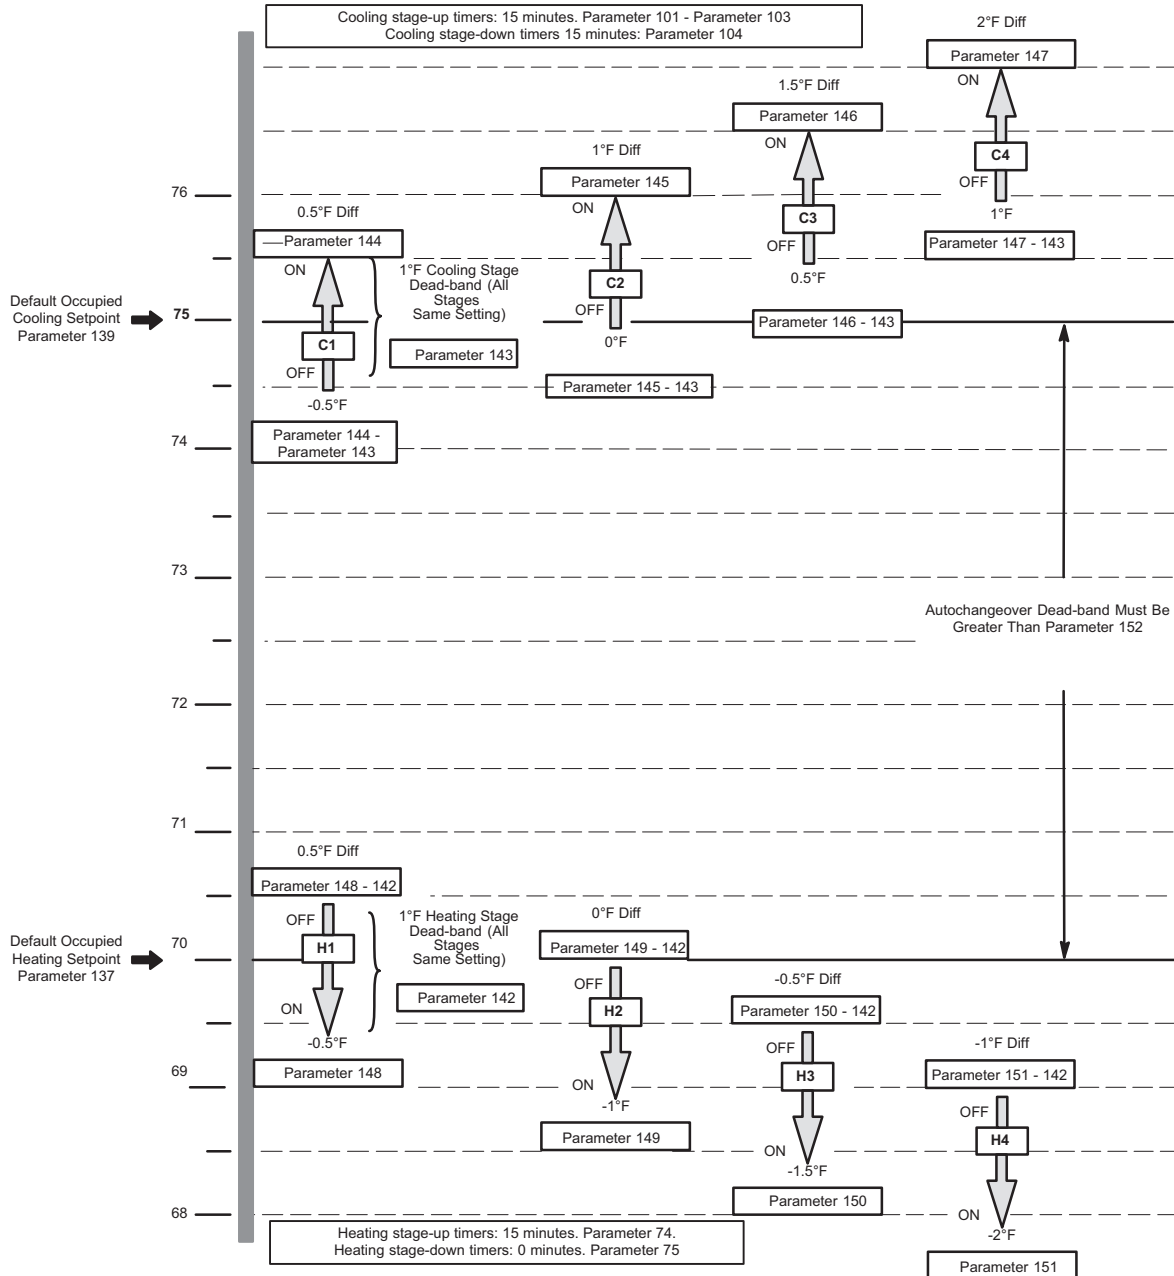 Cooling stage-up timers: 15 minutes. Parameter 101 - Parameter 103
Cooling stage-down timers 15 minutes: Parameter 104
2°F Diff
Parameter 147
ON
C4
OFF
1°F
Parameter 147 - 143
1.5°F Diff
Parameter 146
ON
C3
OFF
0.5°F
Parameter 146 - 143
1°F Diff
Parameter 145
ON
C2
OFF
0°F
Parameter 145 - 143
76
0.5°F Diff
Parameter 144
ON
C1
OFF
-0.5°F
Parameter 144 -
Parameter 143
1°F Cooling Stage
Dead-band (All
Stages
Same Setting)
Parameter 143
Default Occupied
Cooling Setpoint
Parameter 139
75
74
73
Autochangeover Dead-band Must Be
Greater Than Parameter 152
72
71
0.5°F Diff
Parameter 148 - 142
OFF
H1
ON
-0.5°F
Parameter 148
1°F Heating Stage
Dead-band (All
Stages
Same Setting)
Parameter 142
Default Occupied
Heating Setpoint
Parameter 137
70
0°F Diff
Parameter 149 - 142
OFF
H2
ON
-1°F
Parameter 149
-0.5°F Diff
Parameter 150 - 142
OFF
H3
ON
-1.5°F
Parameter 150
-1°F Diff
Parameter 151 - 142
OFF
H4
ON
-2°F
Parameter 151
69
68
Heating stage-up timers: 15 minutes. Parameter 74.
Heating stage-down timers: 0 minutes. Parameter 75